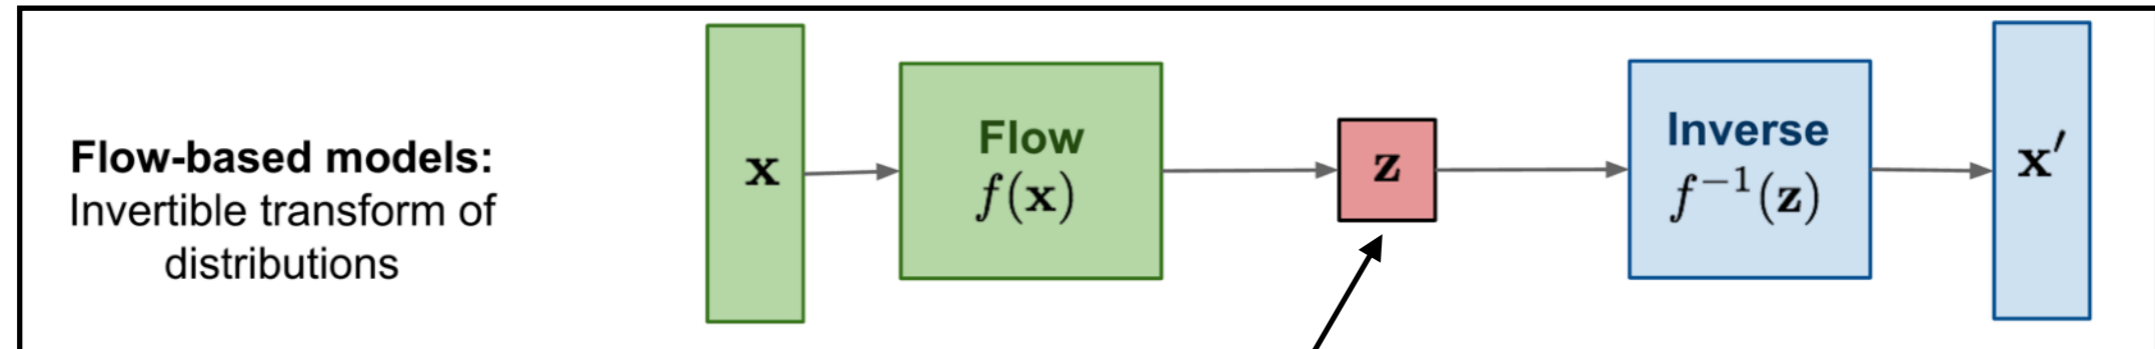 Flow-based models:
Invertible transform of
distributions
x
Flow
f(x)
z
Inverse
f⁻¹(z)
x′